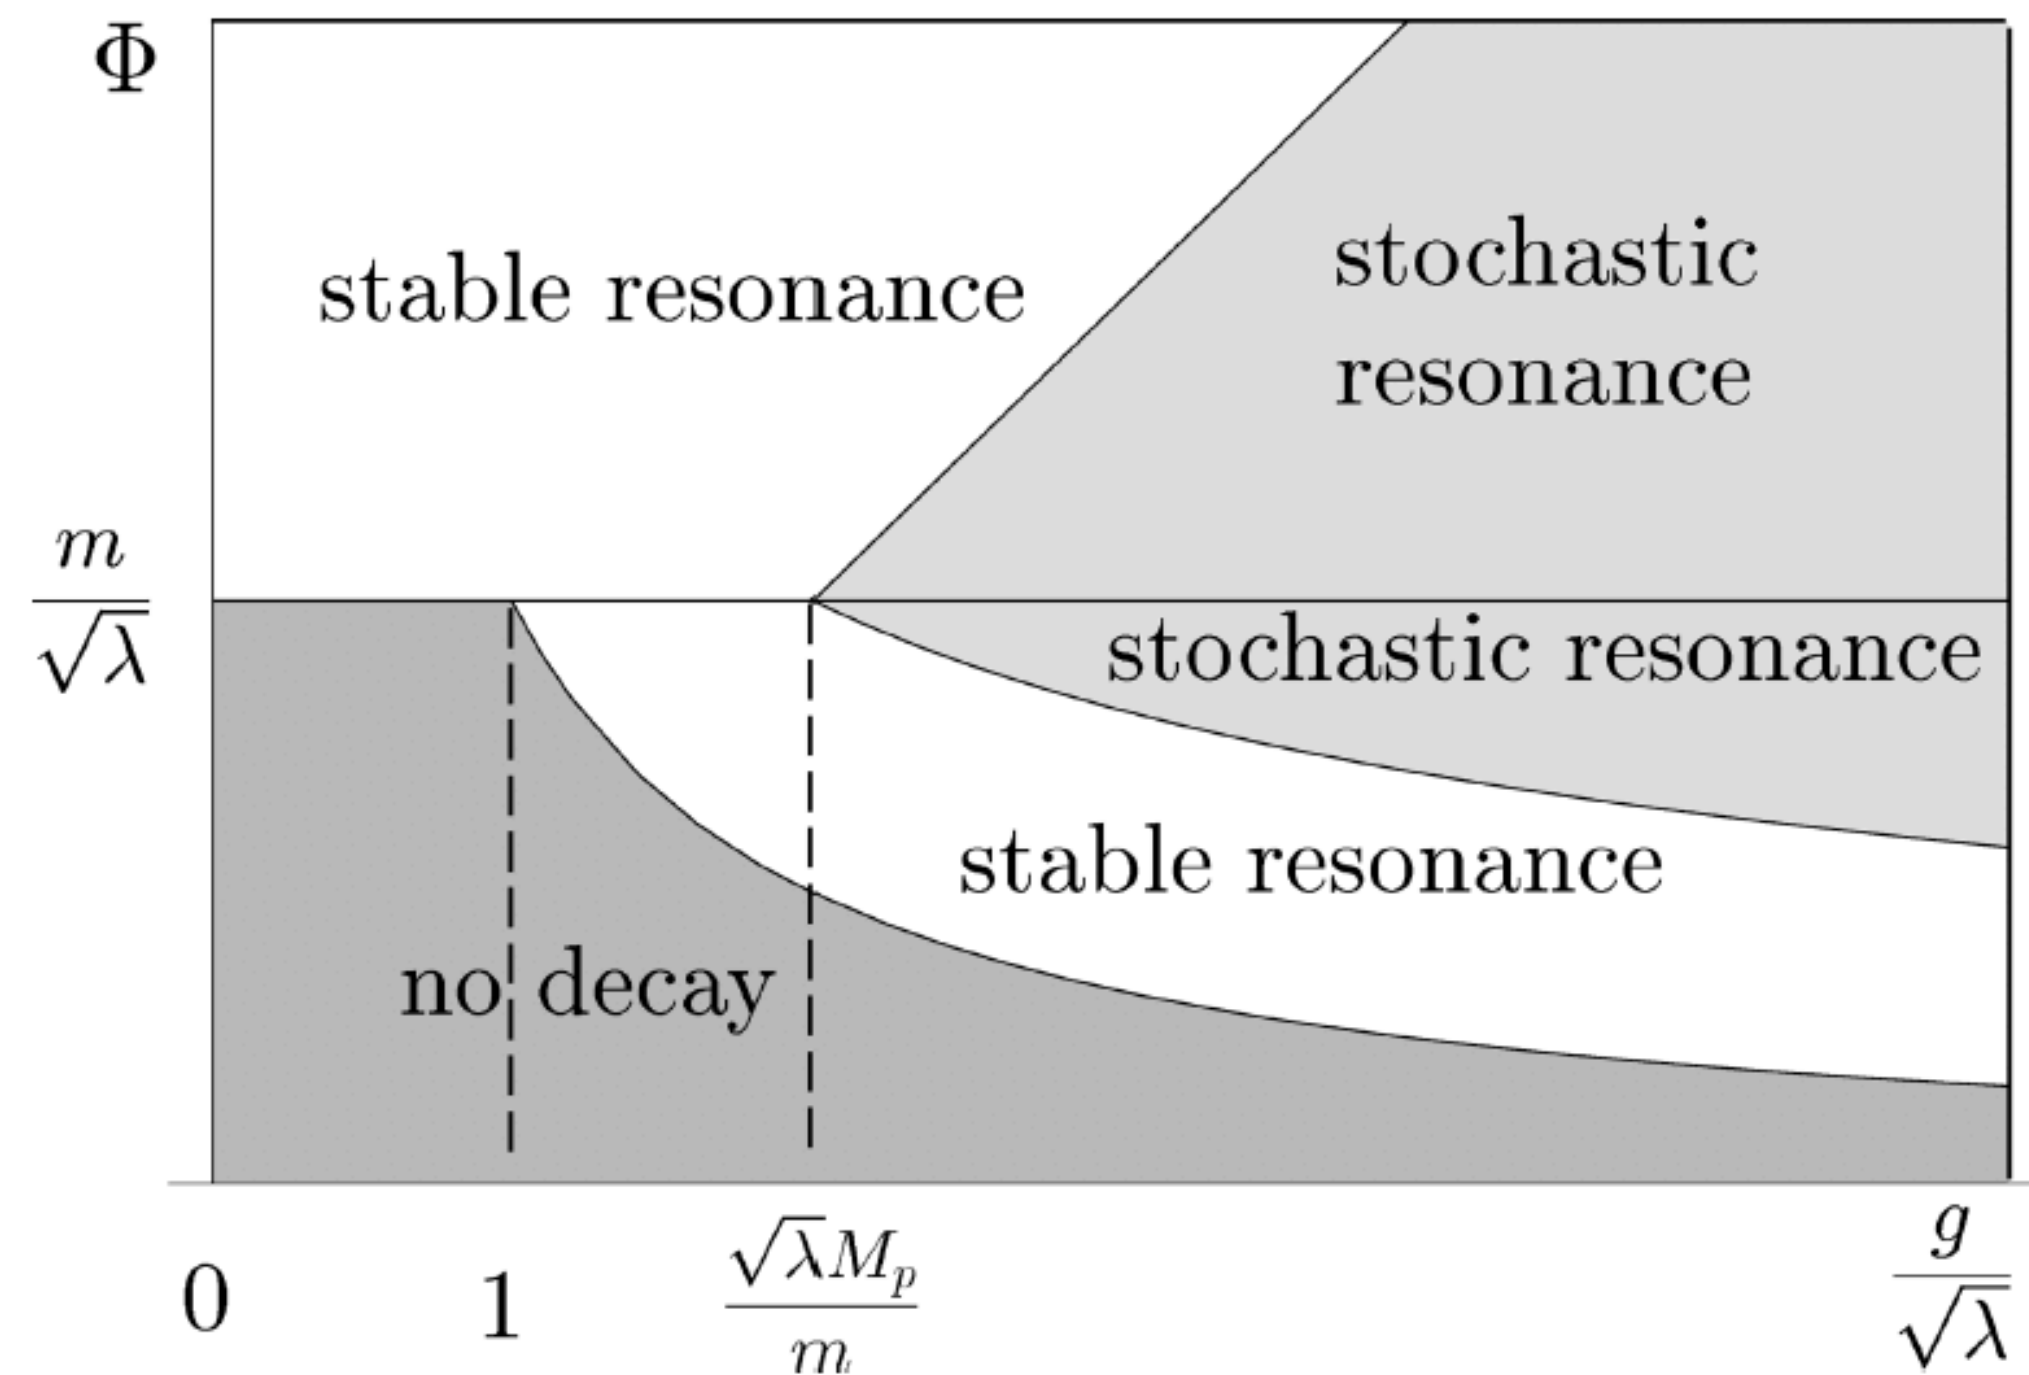 Φ
stable resonance
stochastic
resonance
m
√λ
stochastic resonance
stable resonance
no decay
0
1
√λM_p
m
g
√λ